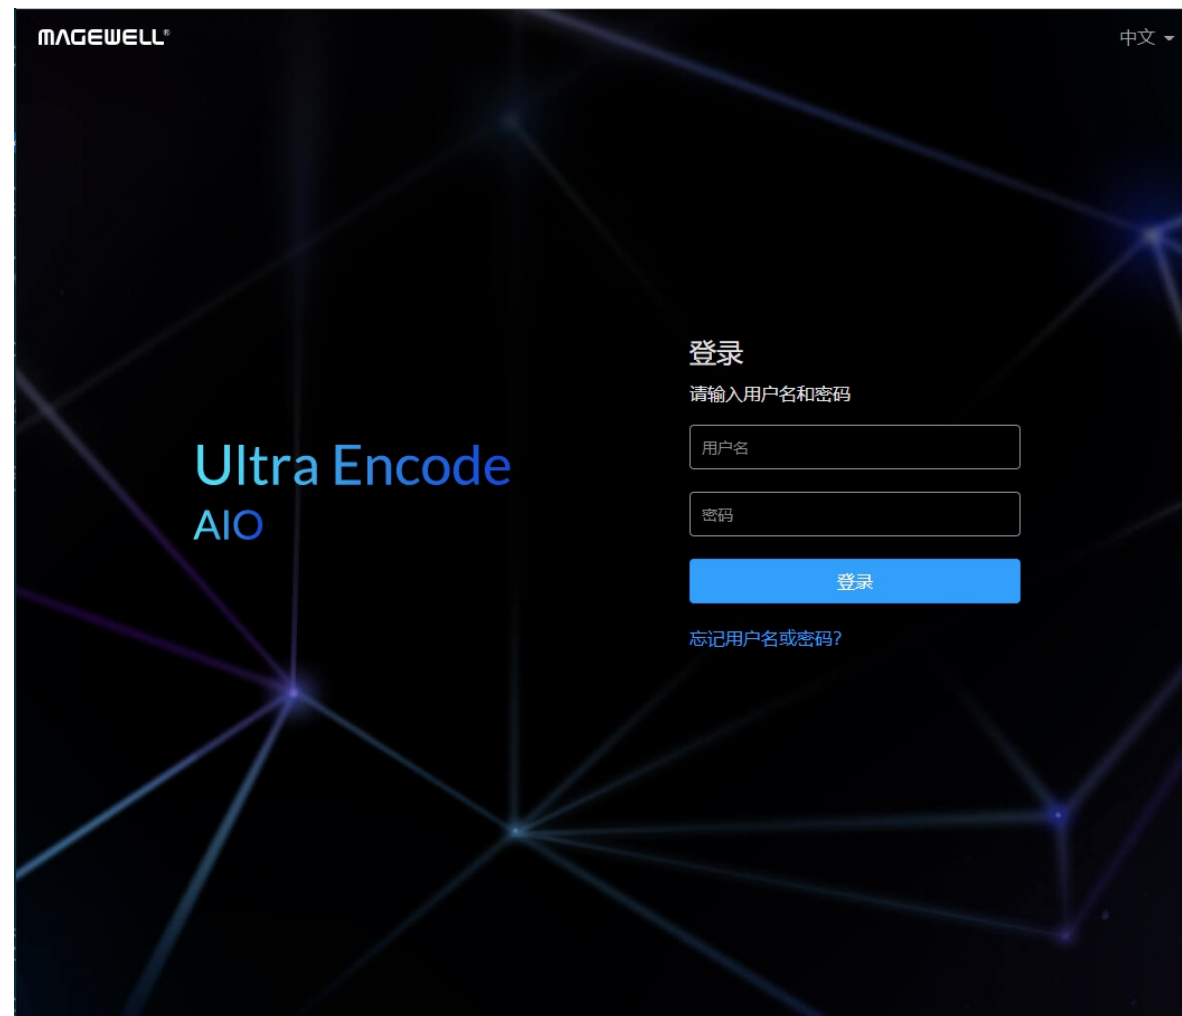 MAGEWELL®
中文
Ultra Encode
AIO
登录
请输入用户名和密码
用户名
密码
登录
忘记用户名或密码?